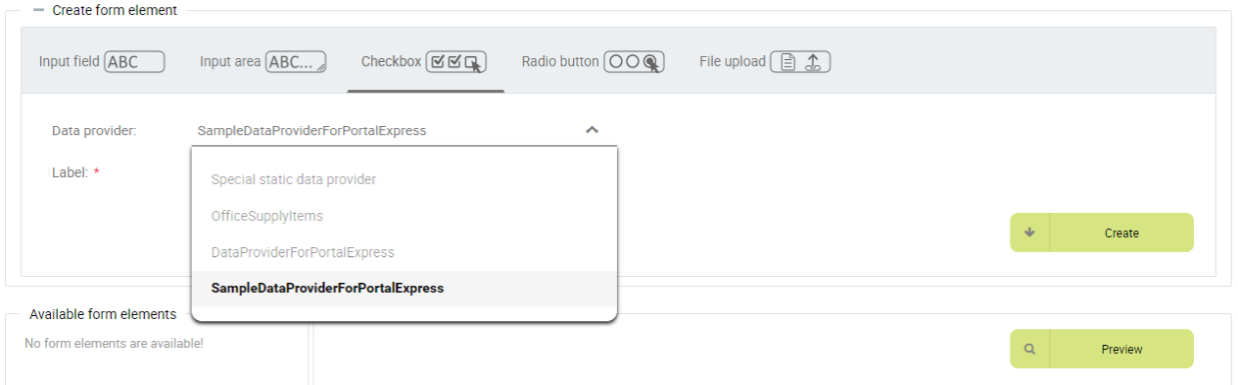 Create form element
Input field ABC Input area ABC... Checkbox Radio button File upload
Data provider: SampleDataProviderForPortalExpress
Label: *
Special static data provider
OfficeSupplyItems
DataProviderForPortalExpress
SampleDataProviderForPortalExpress
Create
Available form elements
No form elements are available!
Preview